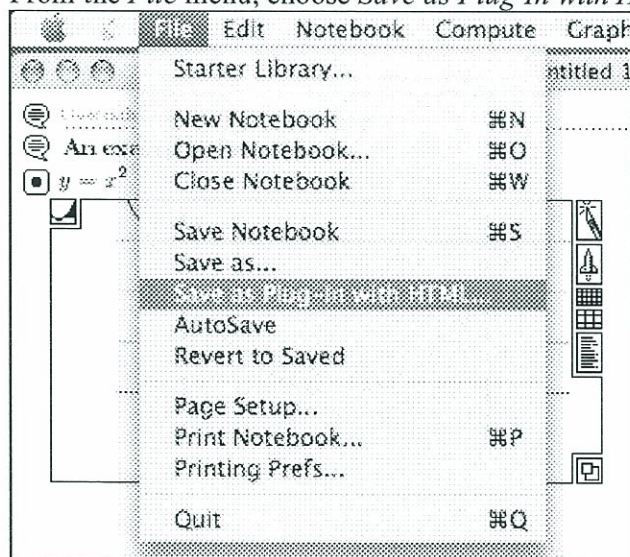 From the File menu, choose Save as Plug-In with
File Edit Notebook Compute Graph
Starter Library... ntitled 1
New Notebook ⌘N
An exa Open Notebook... ⌘O
y = x² Close Notebook ⌘W
Save Notebook ⌘S
Save as...
Save as Plug-In with HTML...
AutoSave
Revert to Saved
Page Setup...
Print Notebook... ⌘P
Printing Prefs...
Quit ⌘Q